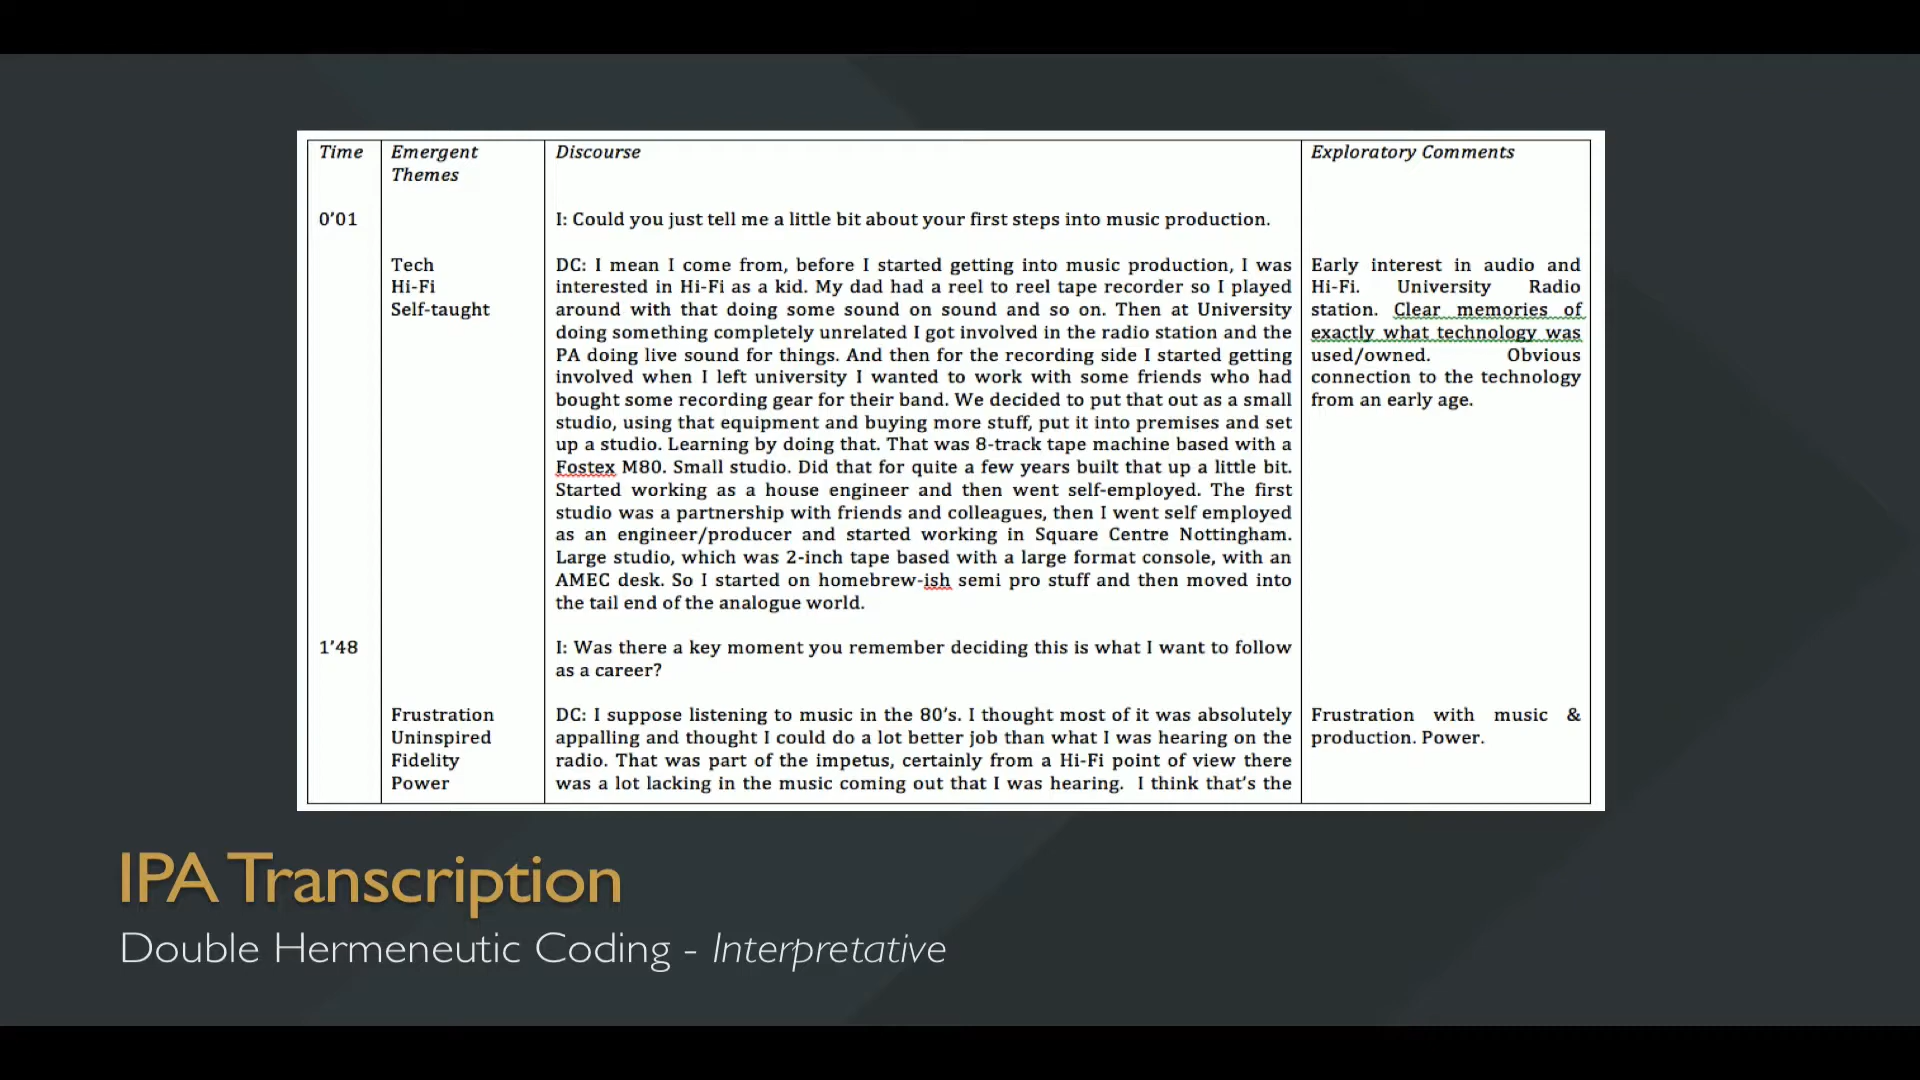 Time
Emergent
Themes
Discourse
Exploratory Comments
0'01
I: Could you just tell me a little bit about your first steps into music production.
Tech
Hi-Fi
Self-taught
DC: I mean I come from, before I started getting into music production, I was
interested in Hi-Fi as a kid. My dad had a reel to reel tape recorder so I played
around with that doing some sound on sound and so on. Then at University
doing something completely unrelated I got involved in the radio station and the
PA doing live sound for things. And then for the recording side I started getting
involved when I left university I wanted to work with some friends who had
bought some recording gear for their band. We decided to put that out as a small
studio, using that equipment and buying more stuff, put it into premises and set
up a studio. Learning by doing that. That was 8-track tape machine based with a
Fostex M80. Small studio. Did that for quite a few years built that up a little bit.
Started working as a house engineer and then went self-employed. The first
studio was a partnership with friends and colleagues, then I went self employed
as an engineer/producer and started working in Square Centre Nottingham.
Large studio, which was 2-inch tape based with a large format console, with an
AMEC desk. So I started on homebrew-ish semi pro stuff and then moved into
the tail end of the analogue world.
Early interest in audio and
Hi-Fi. University Radio
station. Clear memories of
exactly what technology was
used/owned. Obvious
connection to the technology
from an early age.
1'48
I: Was there a key moment you remember deciding this is what I want to follow
as a career?
Frustration
Uninspired
Fidelity
Power
DC: I suppose listening to music in the 80's. I thought most of it was absolutely
appalling and thought I could do a lot better job than what I was hearing on the
radio. That was part of the impetus, certainly from a Hi-Fi point of view there
was a lot lacking in the music coming out that I was hearing. I think that's the
Frustration with music &
production. Power.
IPA Transcription
Double Hermeneutic Coding - Interpretative